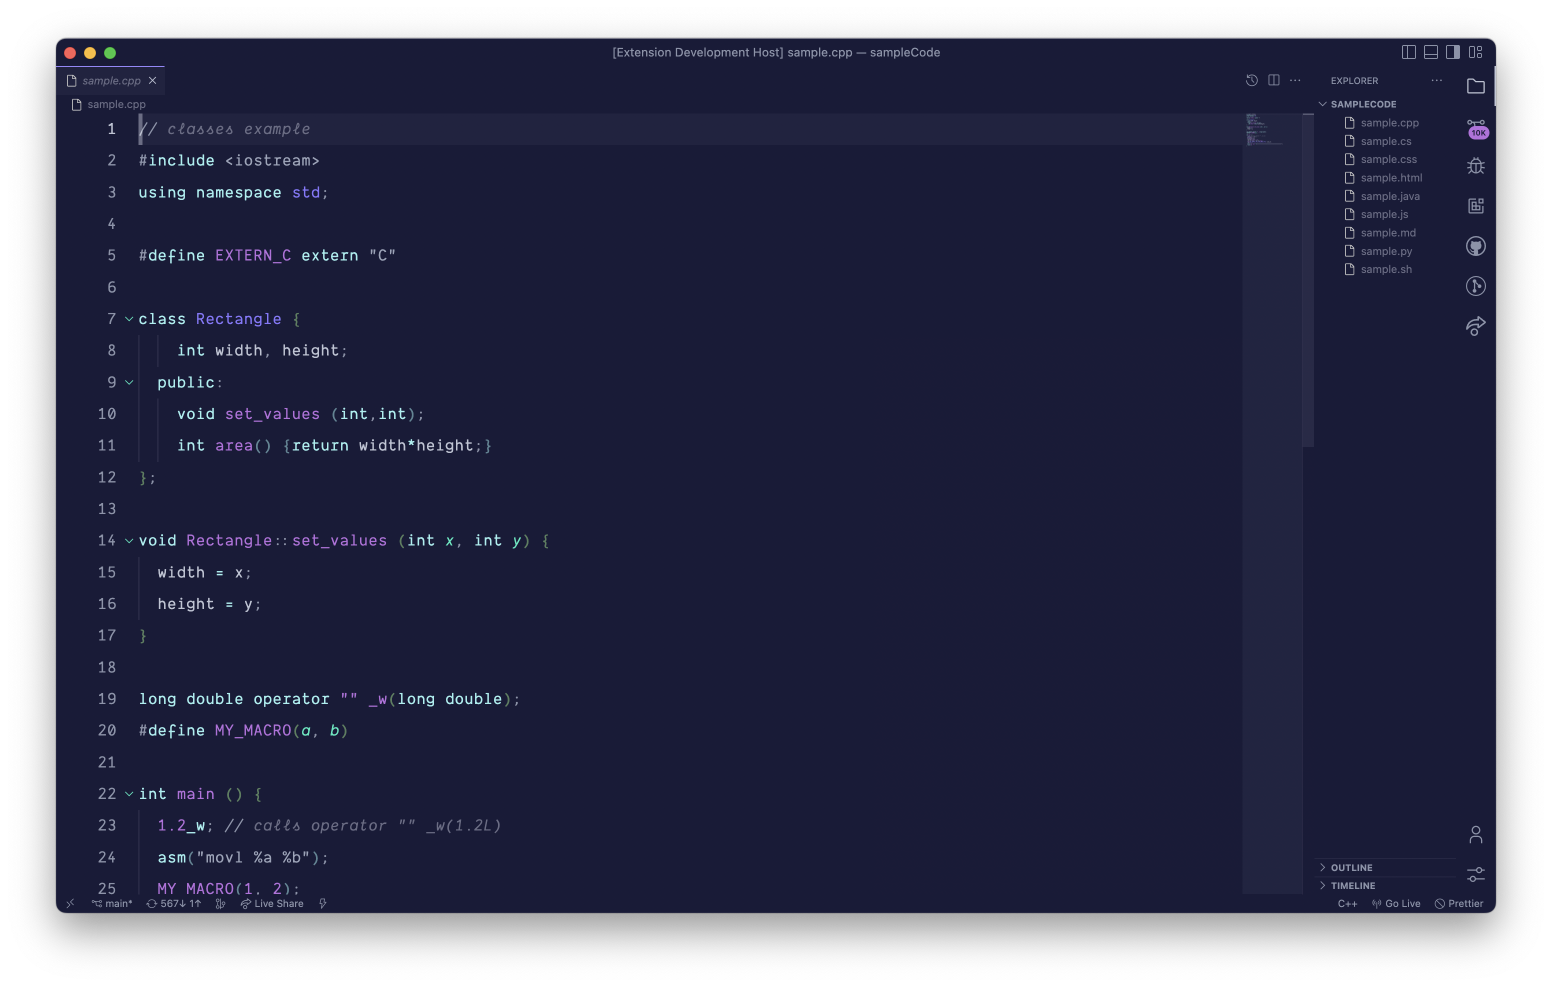 [Extension Development Host] sample.cpp — sampleCode
sample.cpp
sample.cpp
1 // classes example
2 #include <iostream>
3 using namespace std;
4
5 #define EXTERN_C extern "C"
6
7 class Rectangle {
8 int width, height;
9 public:
10 void set_values (int,int);
11 int area() {return width*height;}
12 };
13
14 void Rectangle::set_values (int x, int y) {
15 width = x;
16 height = y;
17 }
18
19 long double operator "" _w(long double);
20 #define MY_MACRO(a, b)
21
22 int main () {
23 1.2_w; // calls operator "" _w(1.2L)
24 asm("movl %a %b");
25 MY_MACRO(1, 2);
EXPLORER
SAMPLECODE
sample.cpp
sample.cs
sample.css
sample.html
sample.java
sample.js
sample.md
sample.py
sample.sh
OUTLINE
TIMELINE
10K
main* 567↓ 1↑ Live Share
C++ Go Live Prettier